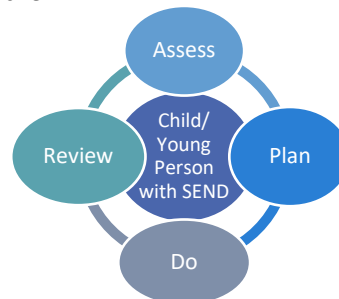 Assess
Child/
Young
Person
with SEND
Review
Plan
Do